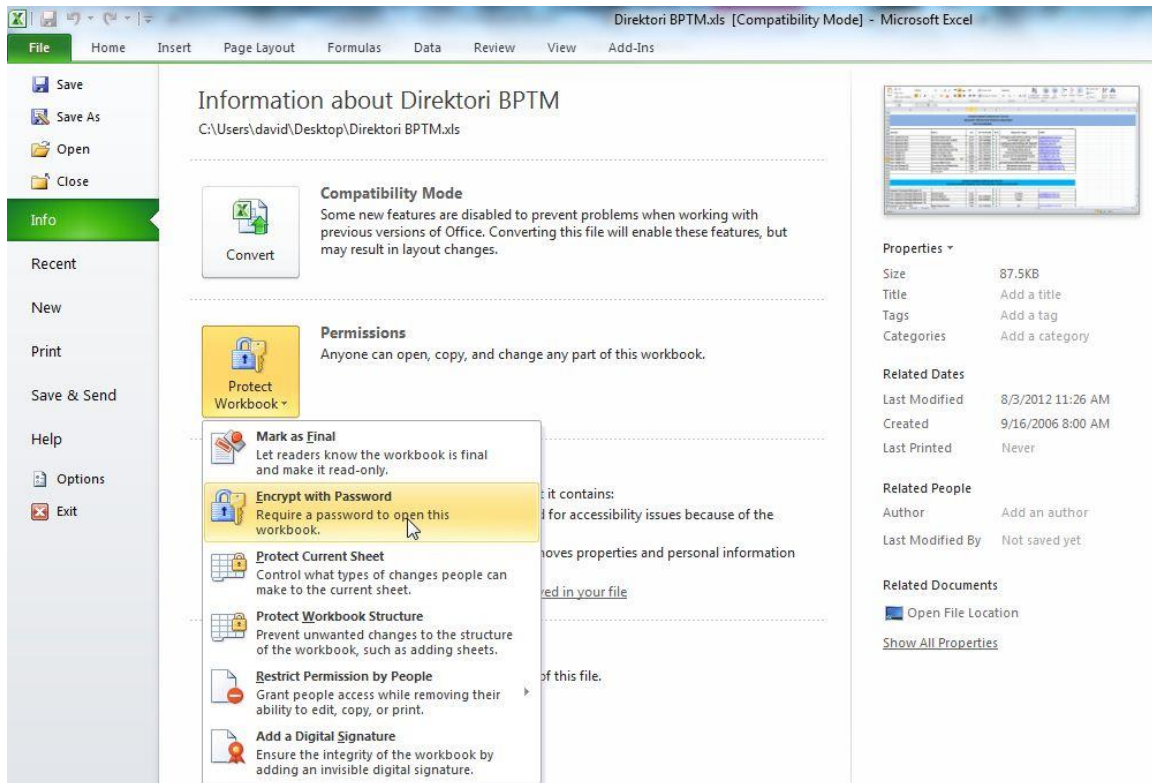 Direktori BPTM.xls [Compatibility Mode] - Microsoft Excel
File Home Insert Page Layout Formulas Data Review View Add-Ins
Save
Save As
Open
Close
Info
Recent
New
Print
Save & Send
Help
Options
Exit
Information about Direktori BPTM
C:\Users\david\Desktop\Direktori BPTM.xls
Convert
Compatibility Mode
Some new features are disabled to prevent problems when working with
previous versions of Office. Converting this file will enable these features, but
may result in layout changes.
Protect
Workbook
Permissions
Anyone can open, copy, and change any part of this workbook.
Mark as Final
Let readers know the workbook is final
and make it read-only.
Encrypt with Password
Require a password to open this
workbook.
Protect Current Sheet
Control what types of changes people can
make to the current sheet.
Protect Workbook Structure
Prevent unwanted changes to the structure
of the workbook, such as adding sheets.
Restrict Permission by People
Grant people access while removing their
ability to edit, copy, or print.
Add a Digital Signature
Ensure the integrity of the workbook by
adding an invisible digital signature.
it contains:
for accessibility issues because of the
properties and personal information
in your file
of this file.
Properties
Size 87.5KB
Title Add a title
Tags Add a tag
Categories Add a category
Related Dates
Last Modified 8/3/2012 11:26 AM
Created 9/16/2006 8:00 AM
Last Printed Never
Related People
Author Add an author
Last Modified By Not saved yet
Related Documents
Open File Location
Show All Properties